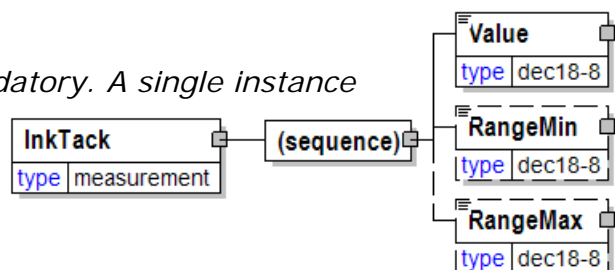 Value
type dec18-8
datory. A single instance
RangeMin
InkTack (sequence)
type dec18-8
type measurement
RangeMax
type dec18-8